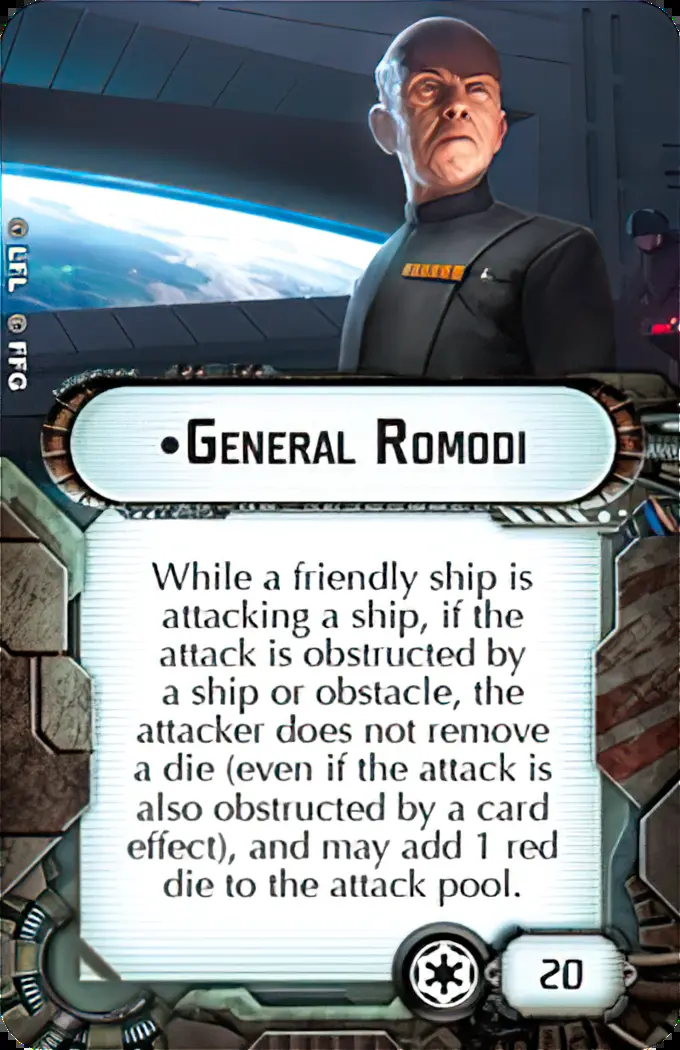 LFL FFG
•GENERAL ROMODI
While a friendly ship is
attacking a ship, if the
attack is obstructed by
a ship or obstacle, the
attacker does not remove
a die (even if the attack is
also obstructed by a card
effect), and may add 1 red
die to the attack pool.
20